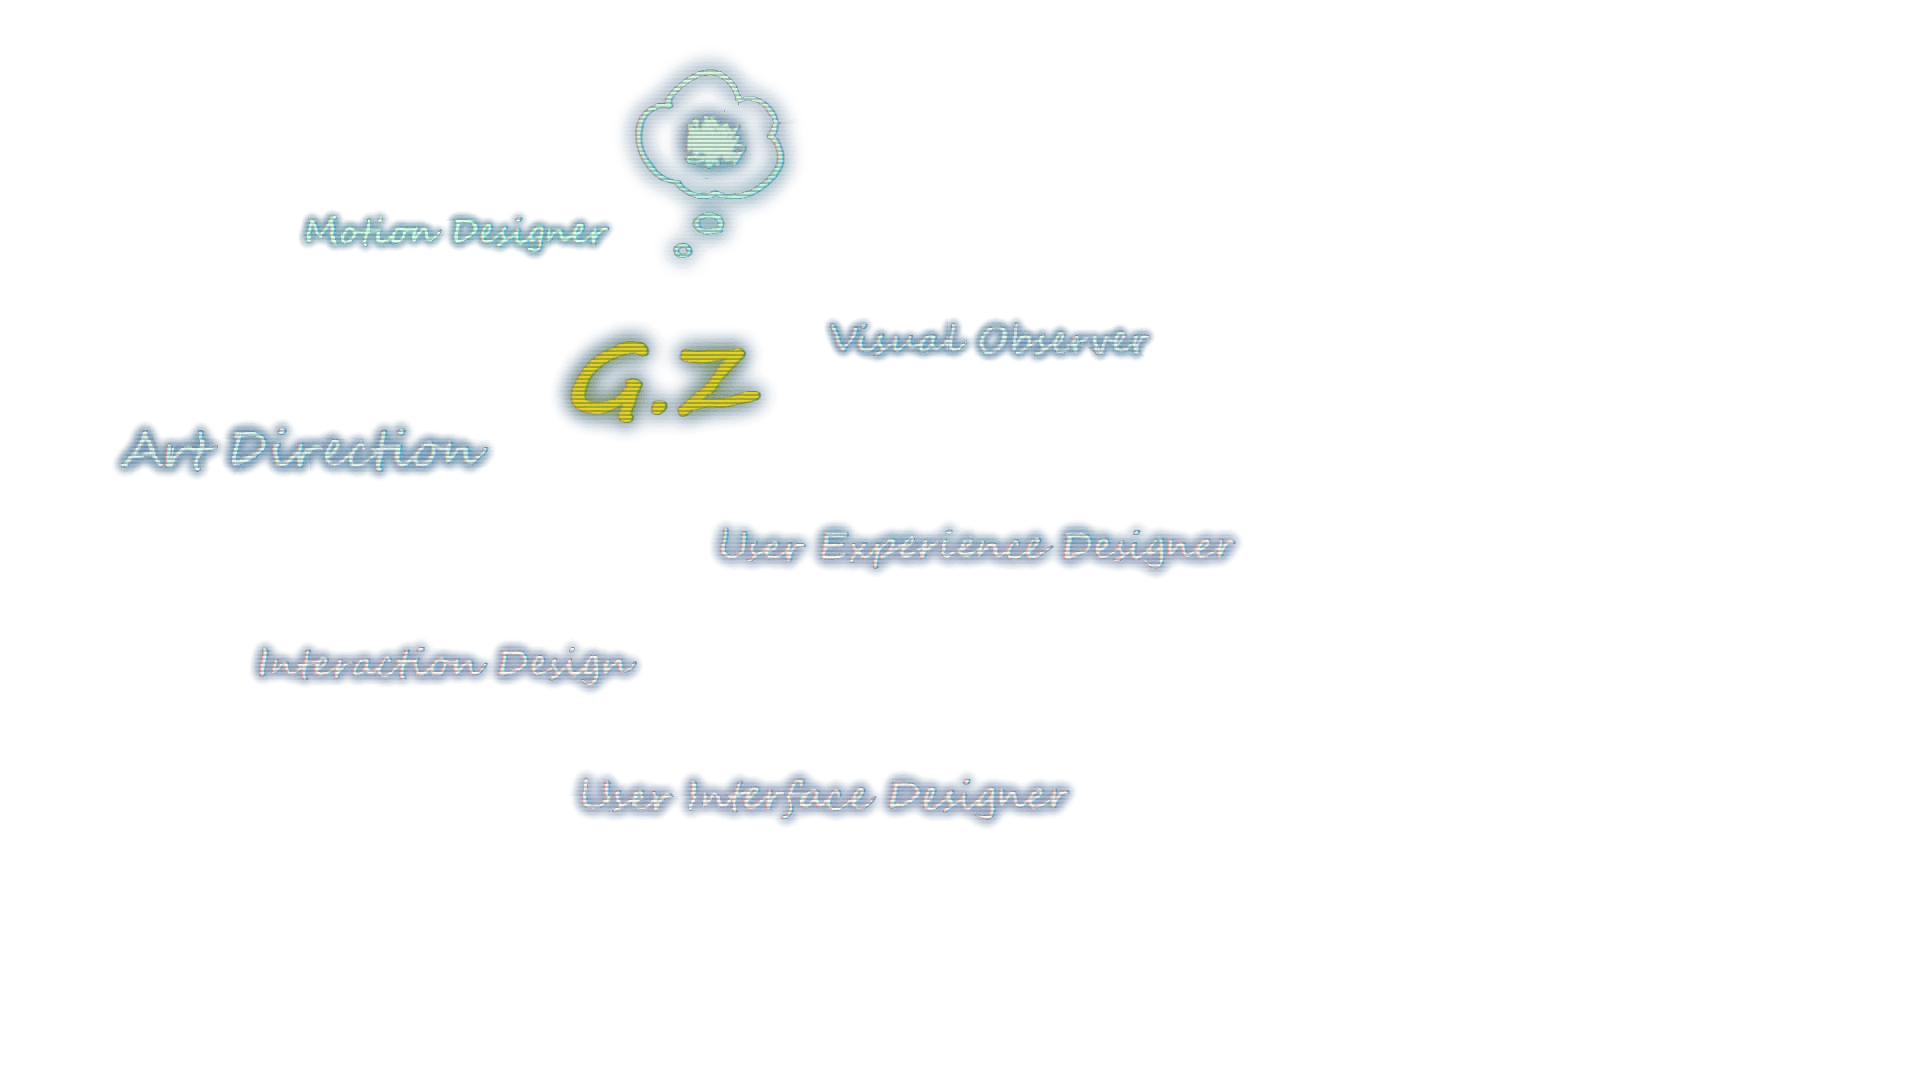 Motion Designer
Visual Observer
G.Z
Art Direction
User Experience Designer
Interaction Design
User Interface Designer